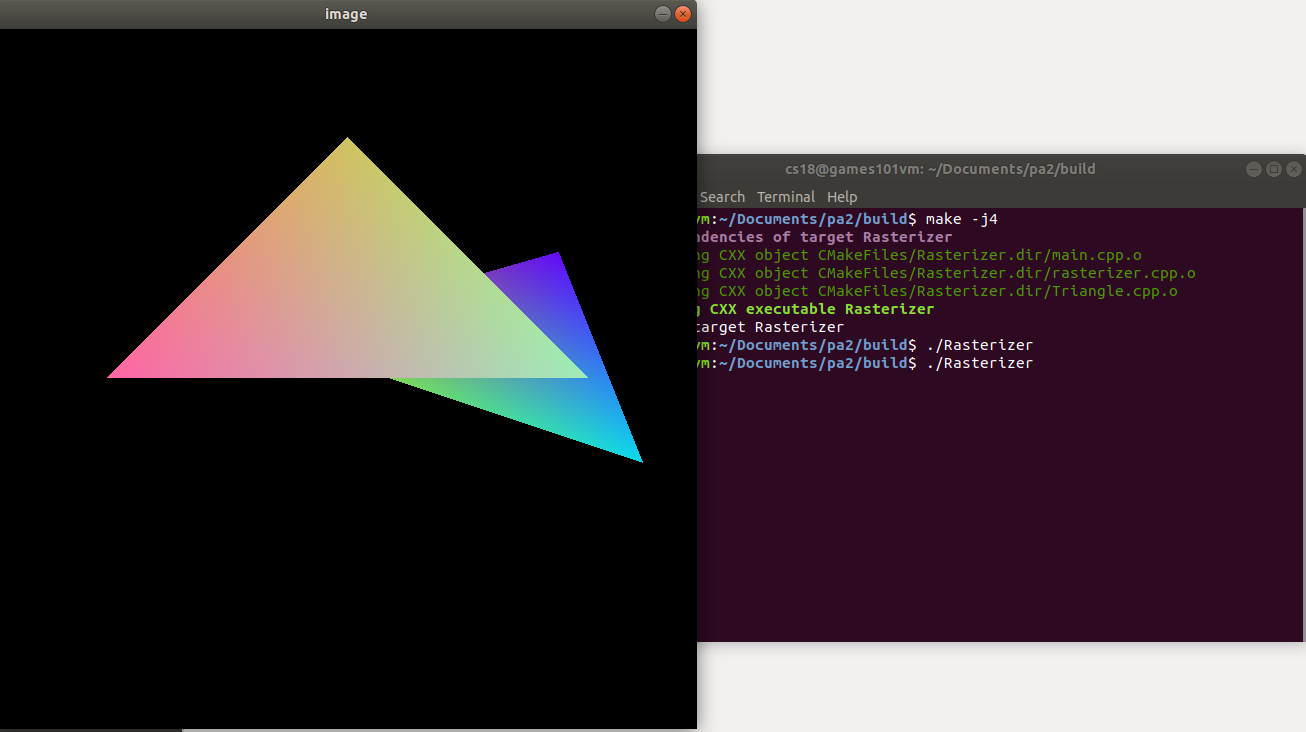 image
cs18@games101vm: ~/Documents/pa2/build
Search Terminal Help
vm:~/Documents/pa2/build$ make -j4
ndencies of target Rasterizer
ng CXX object CMakeFiles/Rasterizer.dir/main.cpp.o
ng CXX object CMakeFiles/Rasterizer.dir/rasterizer.cpp.o
ng CXX object CMakeFiles/Rasterizer.dir/Triangle.cpp.o
g CXX executable Rasterizer
target Rasterizer
vm:~/Documents/pa2/build$ ./Rasterizer
vm:~/Documents/pa2/build$ ./Rasterizer